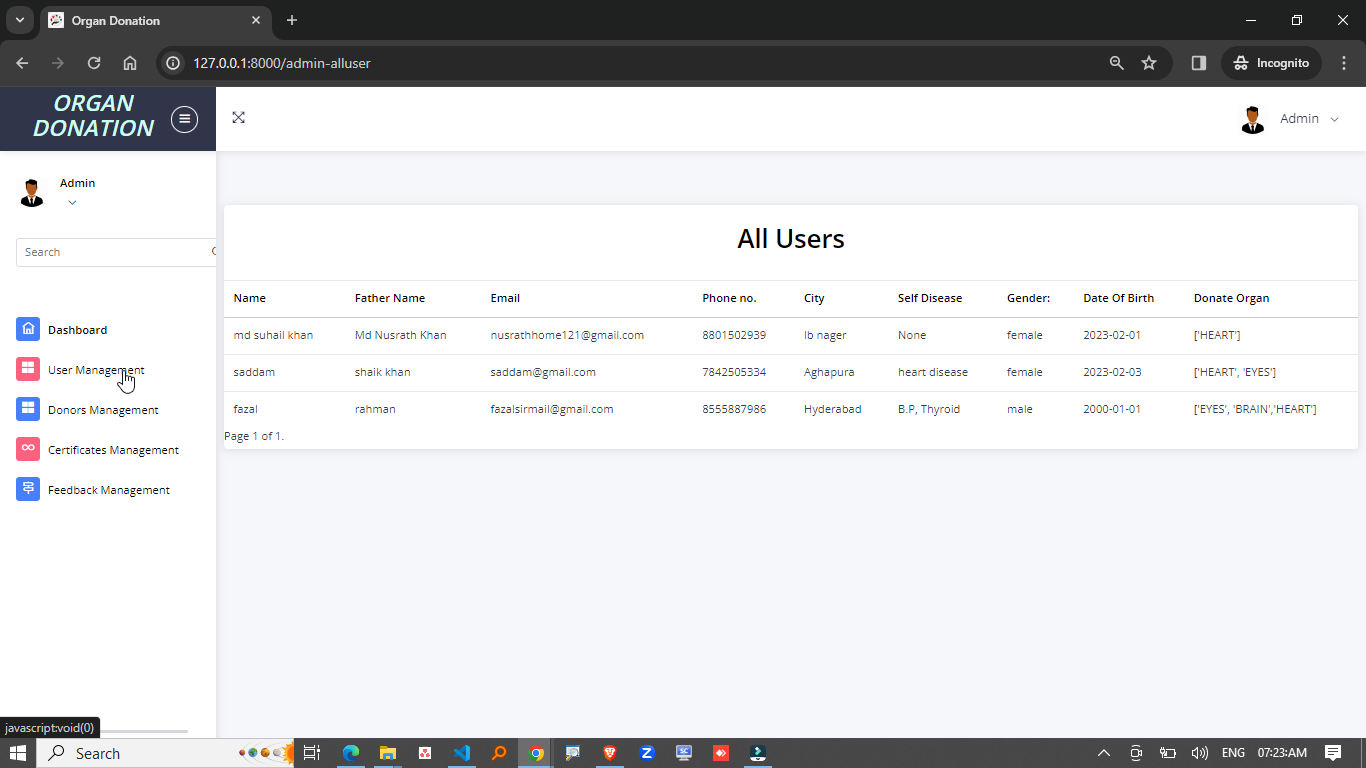 Organ Donation
127.0.0.1:8000/admin-alluser
Incognito
ORGAN
DONATION
Admin
Admin
Search
Dashboard
User Management
Donors Management
Certificates Management
Feedback Management
All Users
Name Father Name Email Phone no. City Self Disease Gender: Date Of Birth Donate Organ
md suhail khan Md Nusrath Khan nusrathhome121@gmail.com 8801502939 lb nager None female 2023-02-01 ['HEART']
saddam shaik khan saddam@gmail.com 7842505334 Aghapura heart disease female 2023-02-03 ['HEART', 'EYES']
fazal rahman fazalsirmail@gmail.com 8555887986 Hyderabad B.P, Thyroid male 2000-01-01 ['EYES', 'BRAIN','HEART']
Page 1 of 1.
javascript:void(0)
Search
ENG 07:23 AM